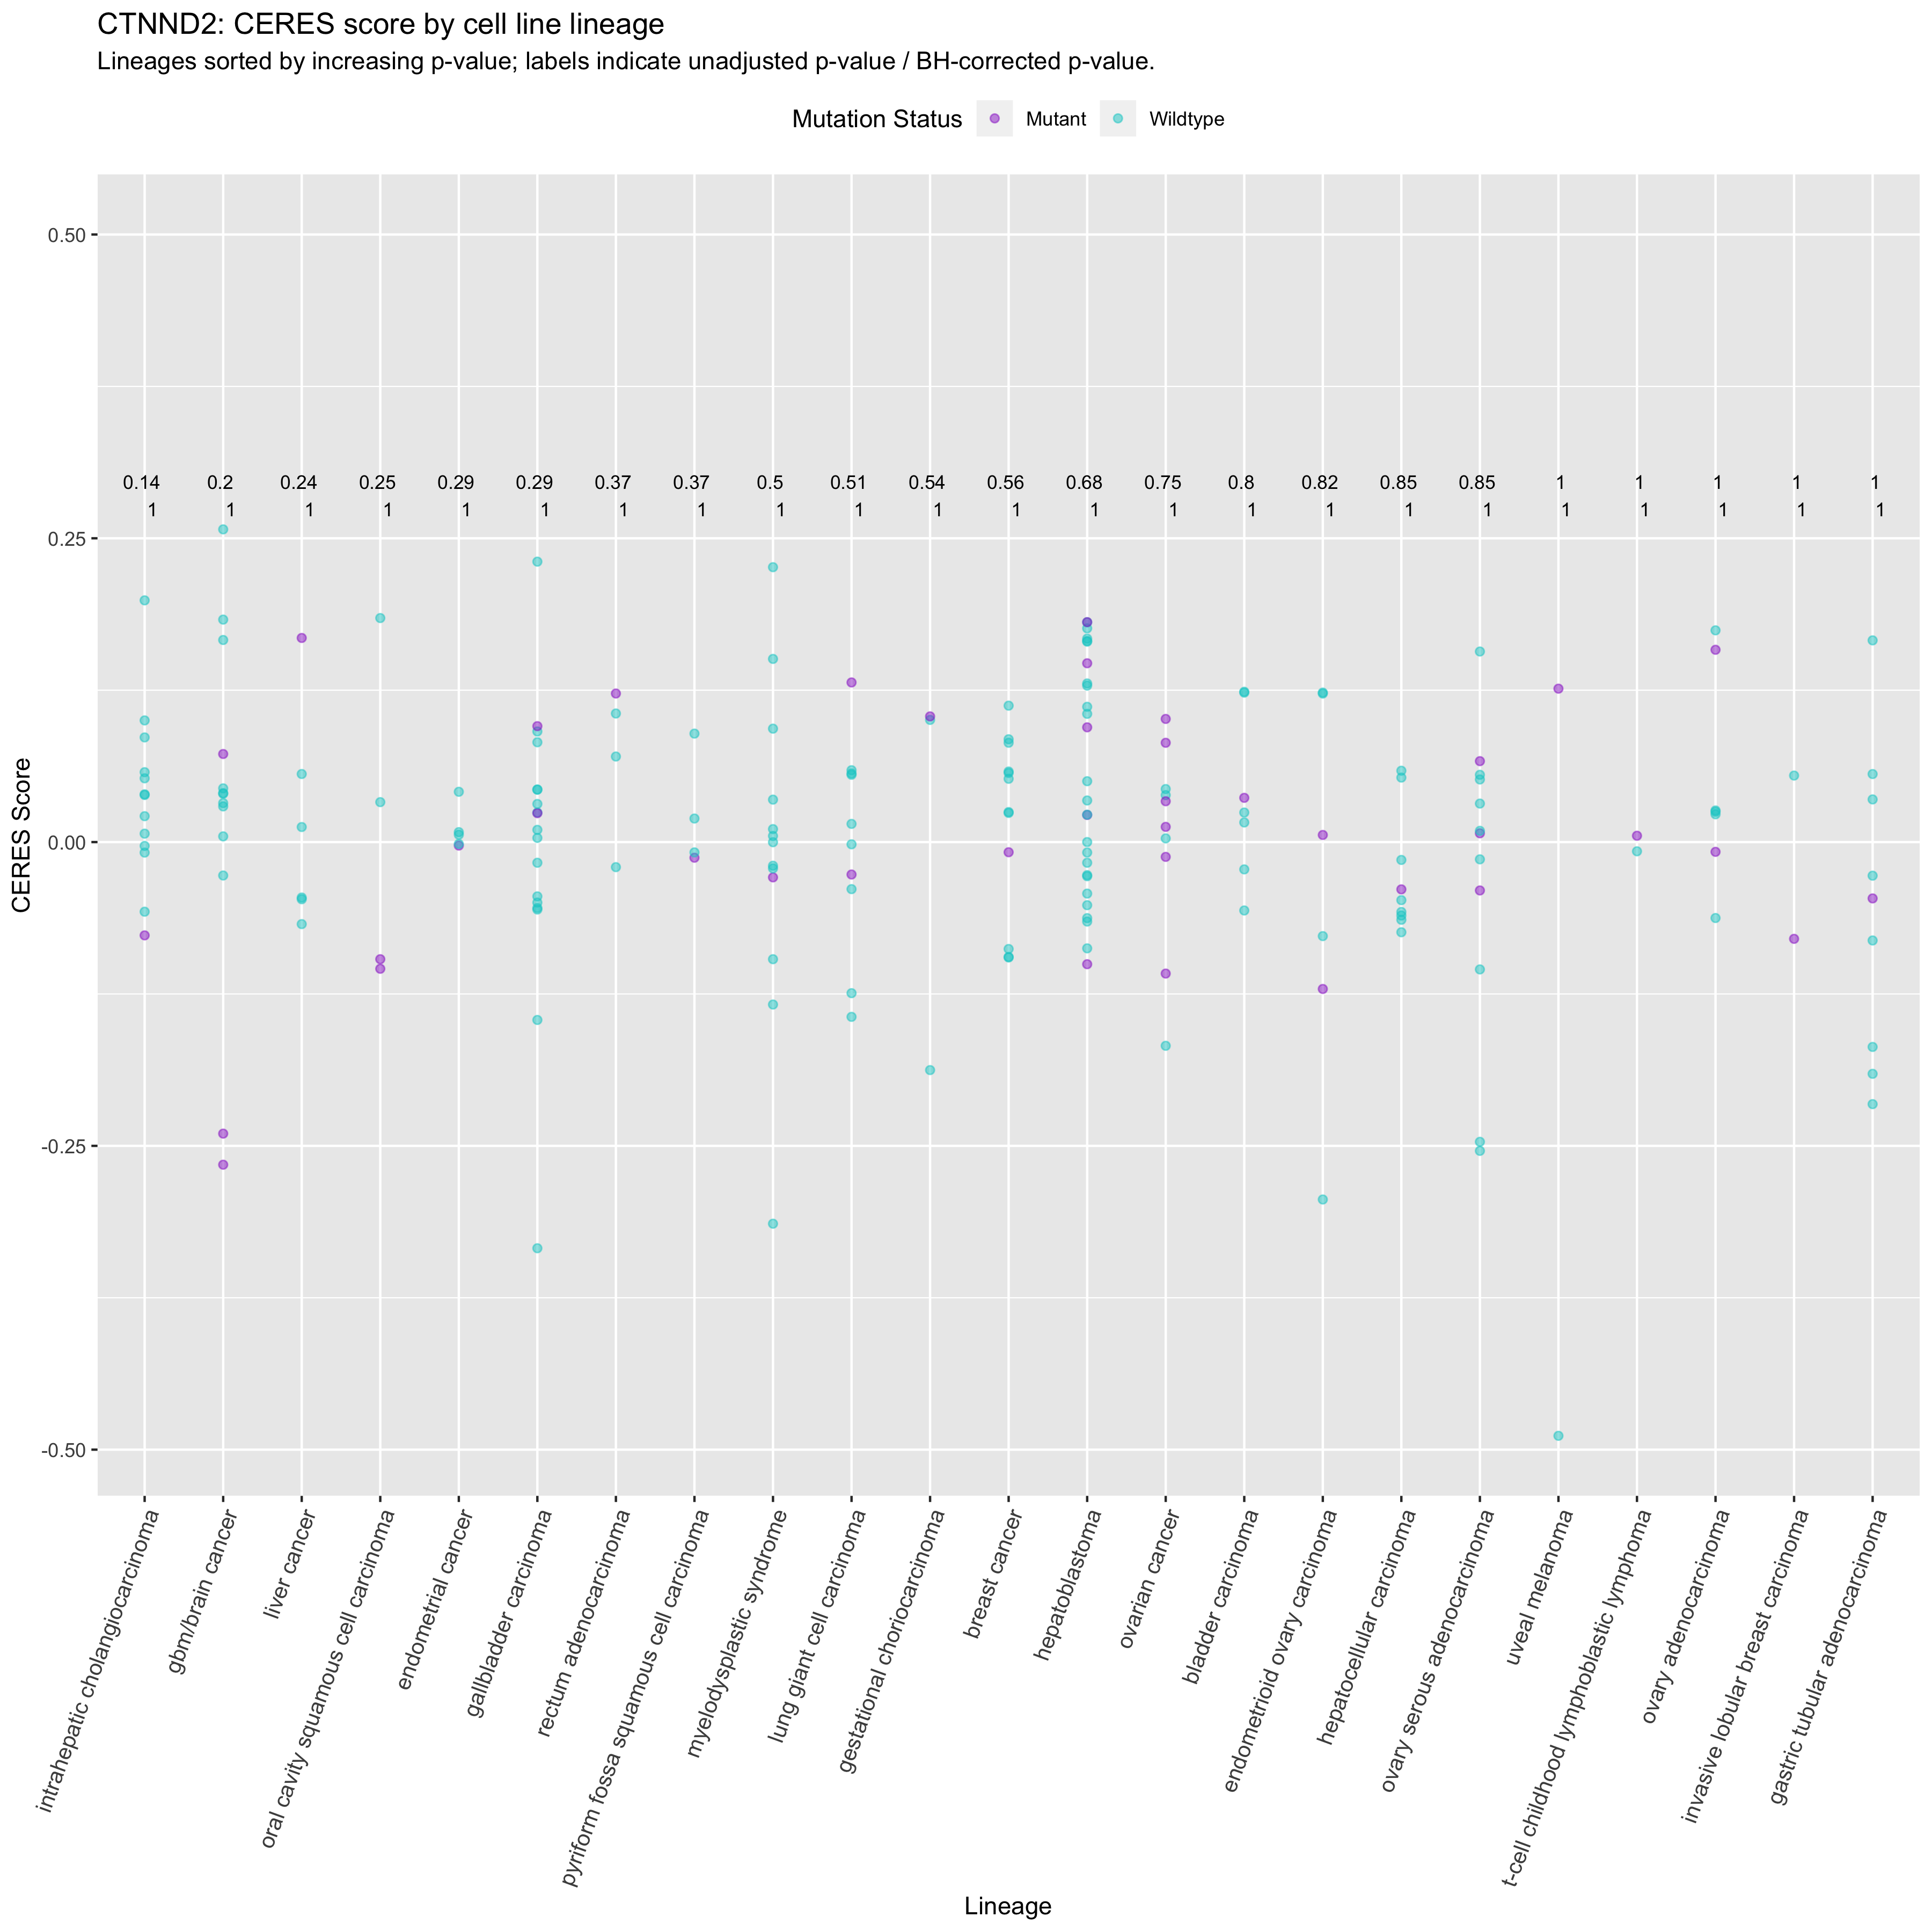 CTNND2: CERES score by cell line lineage
Lineages sorted by increasing p-value; labels indicate unadjusted p-value / BH-corrected p-value.
Mutation Status Mutant Wildtype
0.50
0.14 0.2 0.24 0.25 0.29 0.29 0.37 0.37 0.5 0.51 0.54 0.56 0.68 0.75 0.8 0.82 0.85 0.85 1 1 1 1 1
1 1 1 1 1 1 1 1 1 1 1 1 1 1 1 1 1 1 1 1 1 1 1
0.25
0.00
-0.25
-0.50
CERES Score
intrahepatic cholangiocarcinoma
gbm/brain cancer
liver cancer
oral cavity squamous cell carcinoma
endometrial cancer
gallbladder carcinoma
rectum adenocarcinoma
pyriform fossa squamous cell carcinoma
myelodysplastic syndrome
lung giant cell carcinoma
gestational choriocarcinoma
breast cancer
hepatoblastoma
ovarian cancer
bladder carcinoma
endometrioid ovary carcinoma
hepatocellular carcinoma
ovary serous adenocarcinoma
uveal melanoma
t-cell childhood lymphoblastic lymphoma
ovary adenocarcinoma
invasive lobular breast carcinoma
gastric tubular adenocarcinoma
Lineage